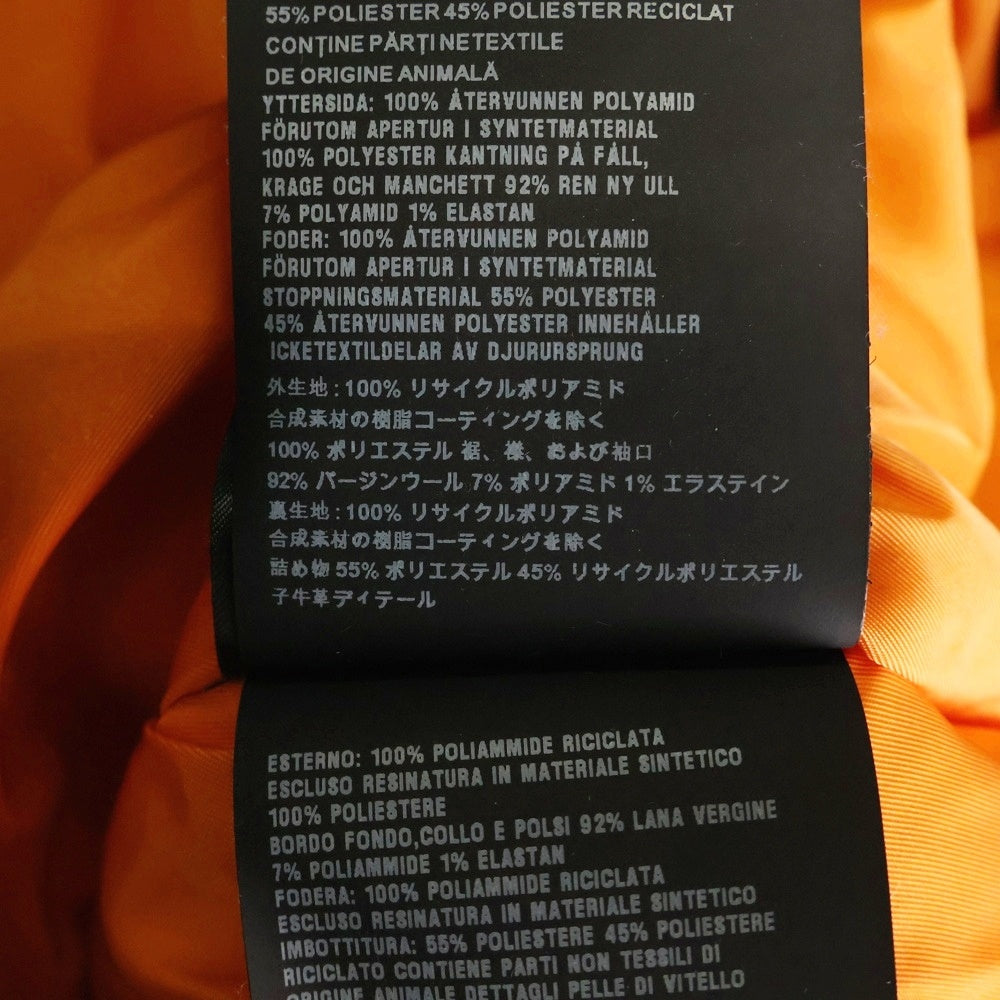 55% POLIESTER 45% POLIESTER RECICLAT
CONȚINE PĂRȚI NETEXTILE
DE ORIGINE ANIMALĂ
YTTERSIDA: 100% ÅTERVUNNEN POLYAMID
FÖRUTOM APERTUR I SYNTETMATERIAL
100% POLYESTER KANTNING PÅ FÅLL,
KRAGE OCH MANCHETT 92% REN NY ULL
7% POLYAMID 1% ELASTAN
FODER: 100% ÅTERVUNNEN POLYAMID
FÖRUTOM APERTUR I SYNTETMATERIAL
STOPPNINGSMATERIAL 55% POLYESTER
45% ÅTERVUNNEN POLYESTER INNEHÅLLER
ICKETEXTILDELAR AV DJURURSPRUNG
外生地:100% リサイクルポリアミド
合成素材の樹脂コーティングを除く
100% ポリエステル 裾、襟、および袖口
92% バージンウール 7% ポリアミド 1% エラステイン
裏生地:100% リサイクルポリアミド
合成素材の樹脂コーティングを除く
詰め物 55% ポリエステル 45% リサイクルポリエステル
子牛革ディテール
ESTERNO: 100% POLIAMMIDE RICICLATA
ESCLUSO RESINATURA IN MATERIALE SINTETICO
100% POLIESTERE
BORDO FONDO,COLLO E POLSI 92% LANA VERGINE
7% POLIAMMIDE 1% ELASTAN
FODERA: 100% POLIAMMIDE RICICLATA
ESCLUSO RESINATURA IN MATERIALE SINTETICO
IMBOTTITURA: 55% POLIESTERE 45% POLIESTERE
RICICLATO CONTIENE PARTI NON TESSILI DI
ORIGINE ANIMALE DETTAGLI PELLE DI VITELLO